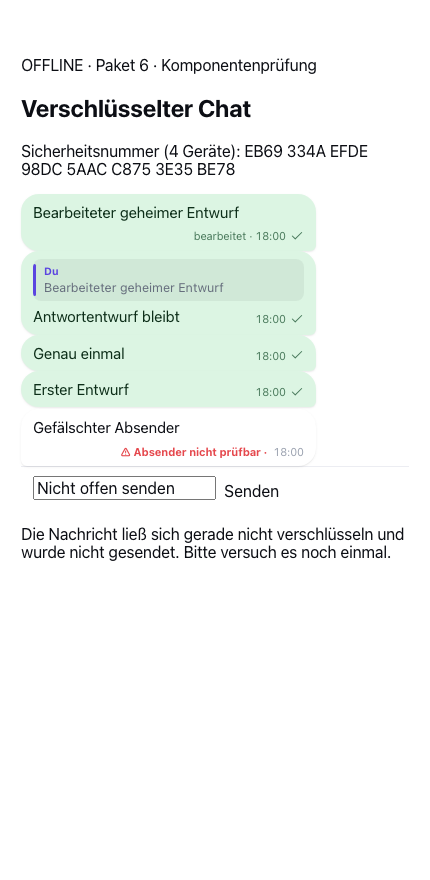 OFFLINE · Paket 6 · Komponentenprüfung
Verschlüsselter Chat
Sicherheitsnummer (4 Geräte): EB69 334A EFDE
98DC 5AAC C875 3E35 BE78
Bearbeiteter geheimer Entwurf
bearbeitet · 18:00 ✓
Du
Bearbeiteter geheimer Entwurf
Antwortentwurf bleibt 18:00 ✓
Genau einmal 18:00 ✓
Erster Entwurf 18:00 ✓
Gefälschter Absender
⚠ Absender nicht prüfbar · 18:00
Nicht offen senden Senden
Die Nachricht ließ sich gerade nicht verschlüsseln und
wurde nicht gesendet. Bitte versuch es noch einmal.